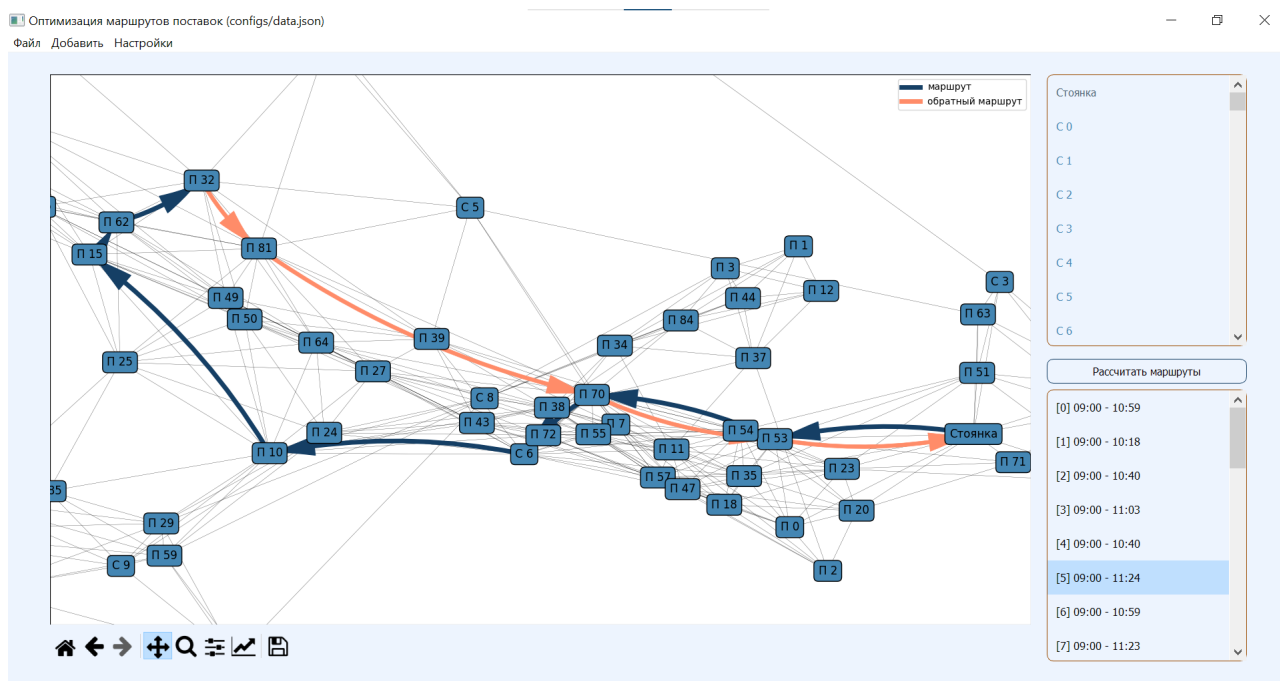 Оптимизация маршрутов поставок (configs/data.json)
Файл Добавить Настройки
маршрут
обратный маршрут
П 32
С 5
П 62
П 15
П 81
П 1
П 3
П 12
П 44
С 3
П 49
П 50
П 63
П 84
П 64
П 39
П 34
П 37
П 25
П 27
П 51
П 70
С 8
П 38
П 43
П 7
П 24
П 72
П 55
П 54
П 53
Стоянка
П 10
С 6
П 11
П 71
П 23
П 57
П 35
П 47
35
П 18
П 20
П 29
П 0
П 59
С 9
П 2
Стоянка
С 0
С 1
С 2
С 3
С 4
С 5
С 6
Рассчитать маршруты
[0] 09:00 - 10:59
[1] 09:00 - 10:18
[2] 09:00 - 10:40
[3] 09:00 - 11:03
[4] 09:00 - 10:40
[5] 09:00 - 11:24
[6] 09:00 - 10:59
[7] 09:00 - 11:23